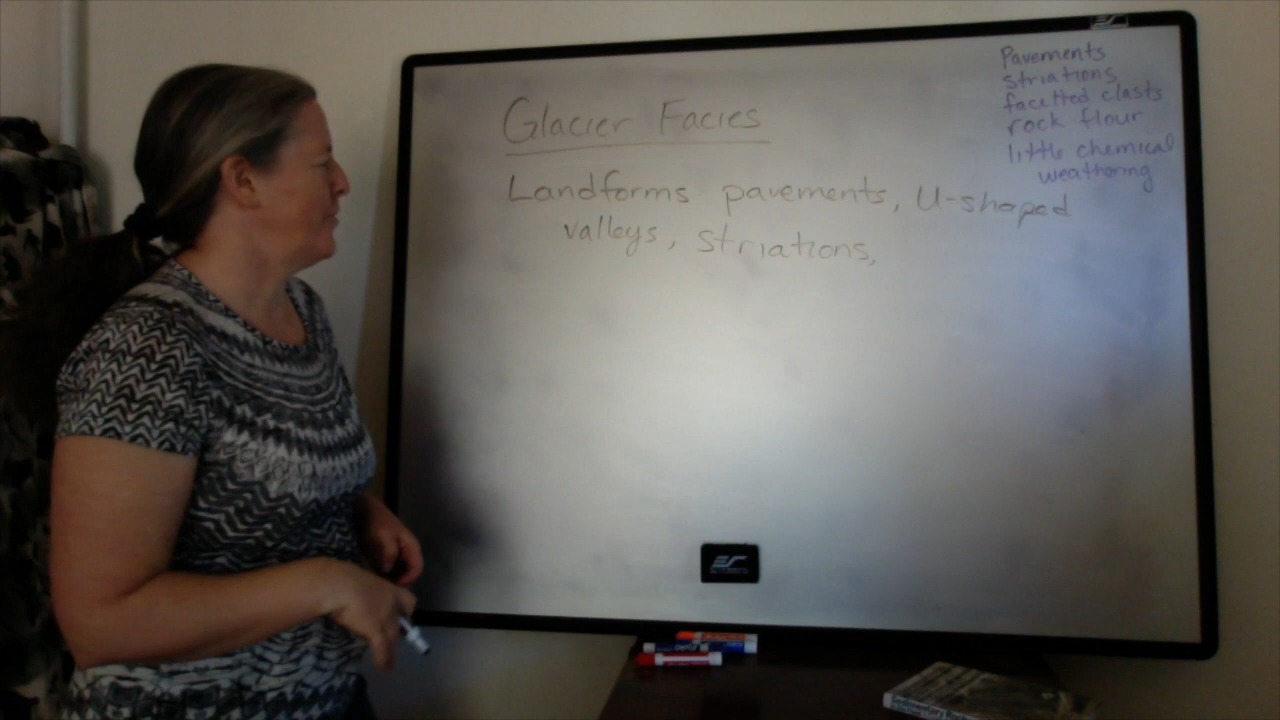 Glacier Facies
Landforms pavements, U-shaped
valleys, striations,
Pavements
striations
facetted clasts
rock flour
little chemical
weathering